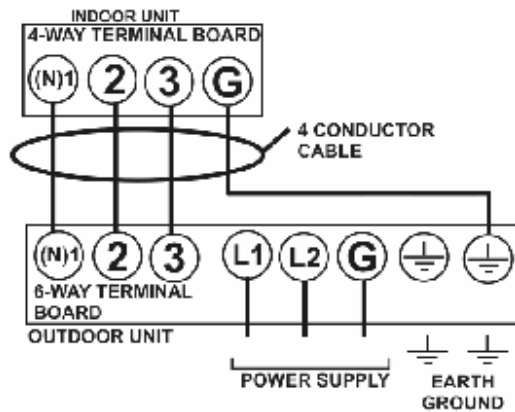 INDOOR UNIT
4-WAY TERMINAL BOARD
(N)1 2 3 G
4 CONDUCTOR
CABLE
(N)1 2 3 L1 L2 G
6-WAY TERMINAL
BOARD
OUTDOOR UNIT
POWER SUPPLY
EARTH
GROUND